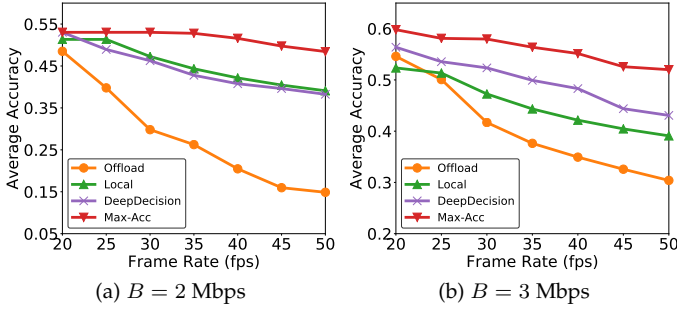 Average Accuracy
0.55
0.45
0.35
0.25
0.15
0.05
20 25 30 35 40 45 50
Frame Rate (fps)
Offload
Local
DeepDecision
Max-Acc
(a) B = 2 Mbps
Average Accuracy
0.6
0.5
0.4
0.3
0.2
20 25 30 35 40 45 50
Frame Rate (fps)
Offload
Local
DeepDecision
Max-Acc
(b) B = 3 Mbps